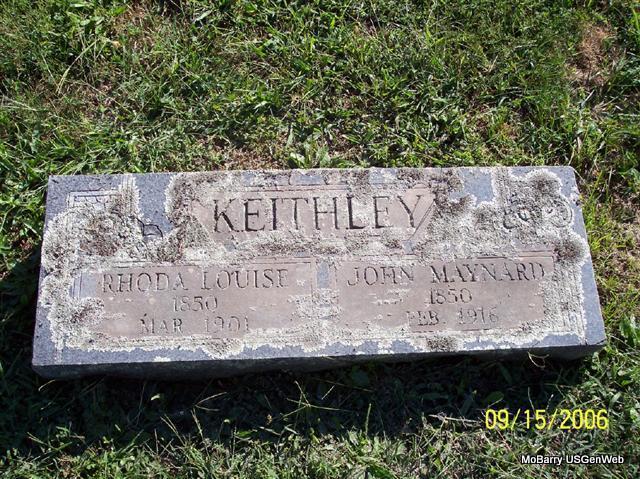 KEITHLEY
RHODA LOUISE
1850
MAR 1901
JOHN MAYNARD
1850
FEB 1916
09/15/2006
MoBarry USGenWeb